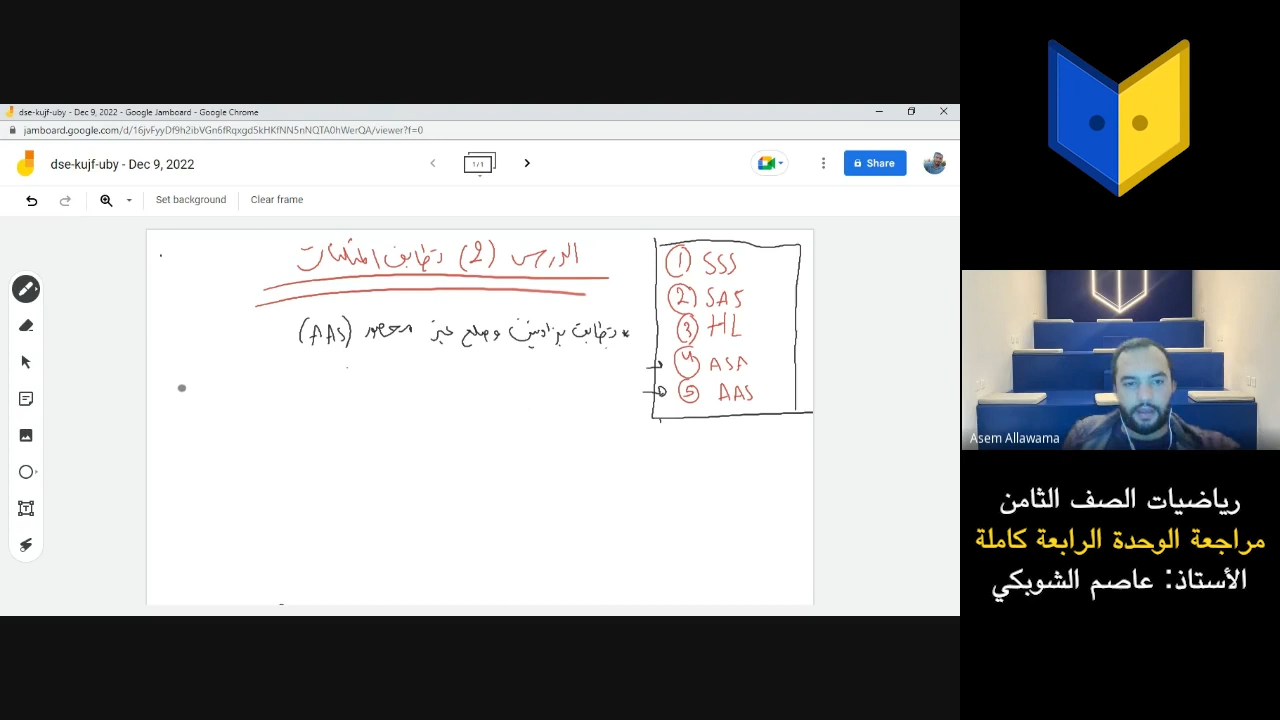 dse-kujf-uby - Dec 9, 2022 - Google Jamboard - Google Chrome
jamboard.google.com/d/16jvFyyDf9h2ibVGn6fRqxgd5kHKfNN5nNQTA0hWerQA/viewer?f=0
dse-kujf-uby - Dec 9, 2022
1/1
Share
Set background
Clear frame
الدرس (2) تطابق المثلثات
* تطابق بزاويتين وضلع غير محصور (AAS)
1 SSS
2 SAS
3 HL
4 ASA
5 AAS
Asem Allawama
رياضيات الصف الثامن
مراجعة الوحدة الرابعة كاملة
الأستاذ: عاصم الشوبكي